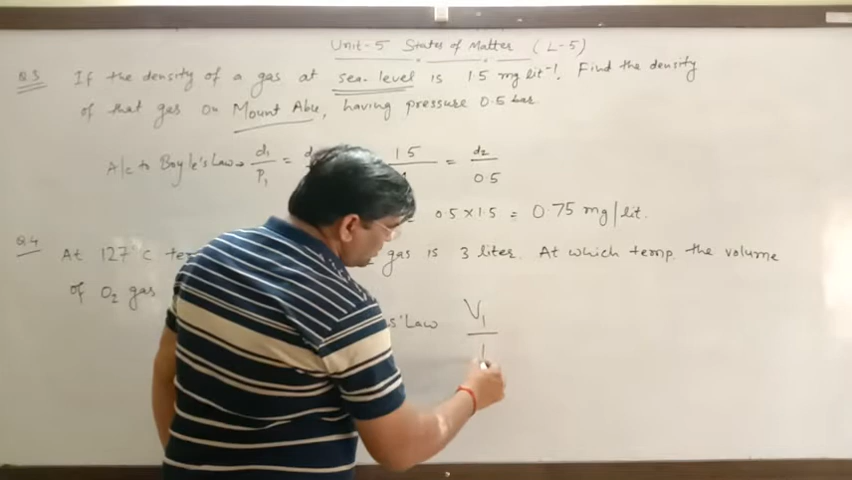 Unit-5 States of Matter (L-5)
Q3 If the density of a gas at sea-level is 1.5 mg lit⁻¹. Find the density
of that gas on Mount Abu, having pressure 0.5 bar.
A/c to Boyle's Law → d₁/P₁ = 1.5 = d₂/0.5
0.5 × 1.5 = 0.75 mg/lit.
Q4 At 127°C gas is 3 liter. At which temp. the volume
of O₂ gas
s' Law V₁